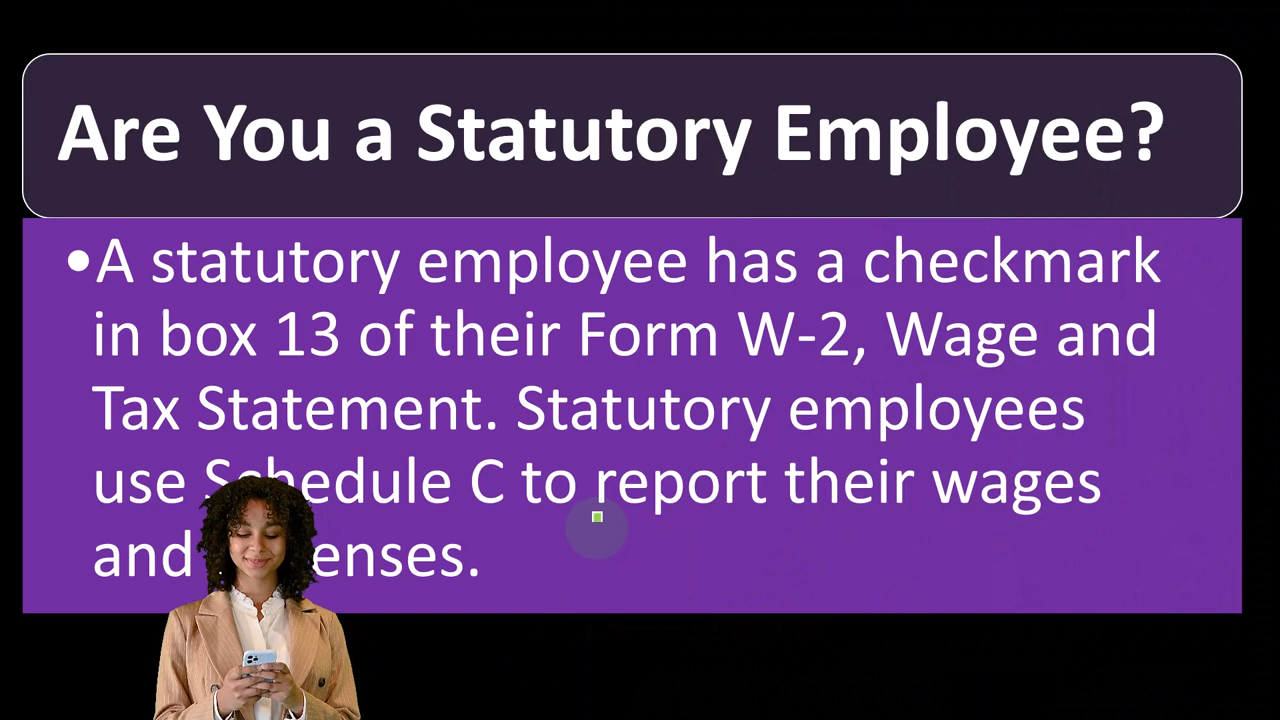 Are You a Statutory Employee?
•A statutory employee has a checkmark
in box 13 of their Form W-2, Wage and
Tax Statement. Statutory employees
use Schedule C to report their wages
and enses.